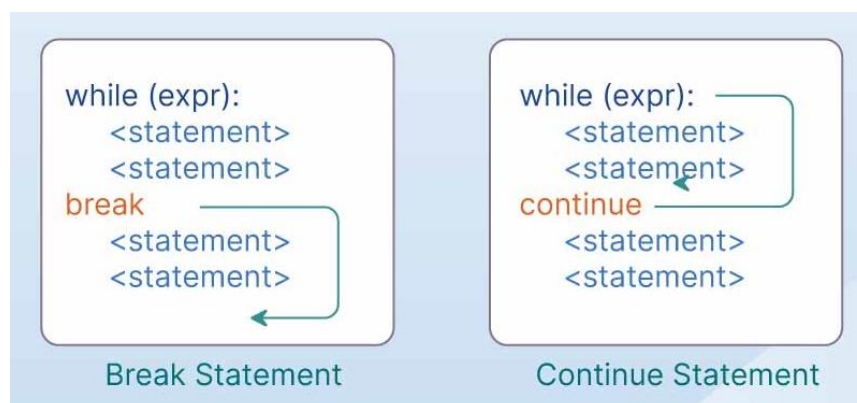 while (expr):
<statement>
<statement>
break
<statement>
<statement>
Break Statement
while (expr):
<statement>
<statement>
continue
<statement>
<statement>
Continue Statement